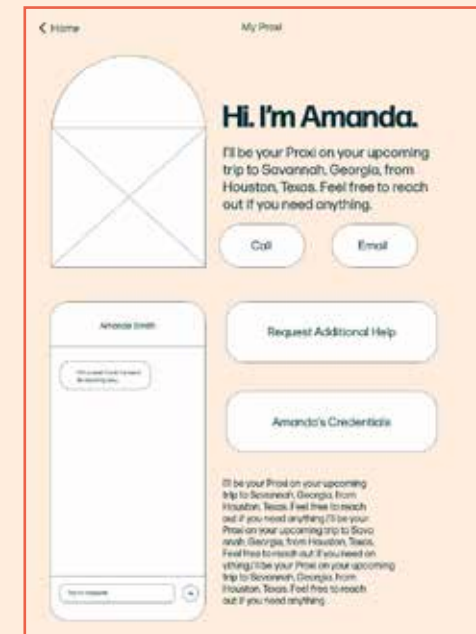 Home
My Proxi
Hi. I'm Amanda.
I'll be your Proxi on your upcoming
trip to Savannah, Georgia, from
Houston, Texas. Feel free to reach
out if you need anything.
Call
Email
Amanda Smith
Request Additional Help
Amanda's Credentials
I'll be your Proxi on your upcoming
trip to Savannah, Georgia, from
Houston, Texas. Feel free to reach
out if you need anything I'll be your
Proxi on your upcoming trip to Sava
annah, Georgia, from Houston, Texas.
Feel free to reach out if you need an
ything.I'll be your Proxi on your upcoming
trip to Savannah, Georgia, from
Houston, Texas. Feel free to reach
out if you need anything